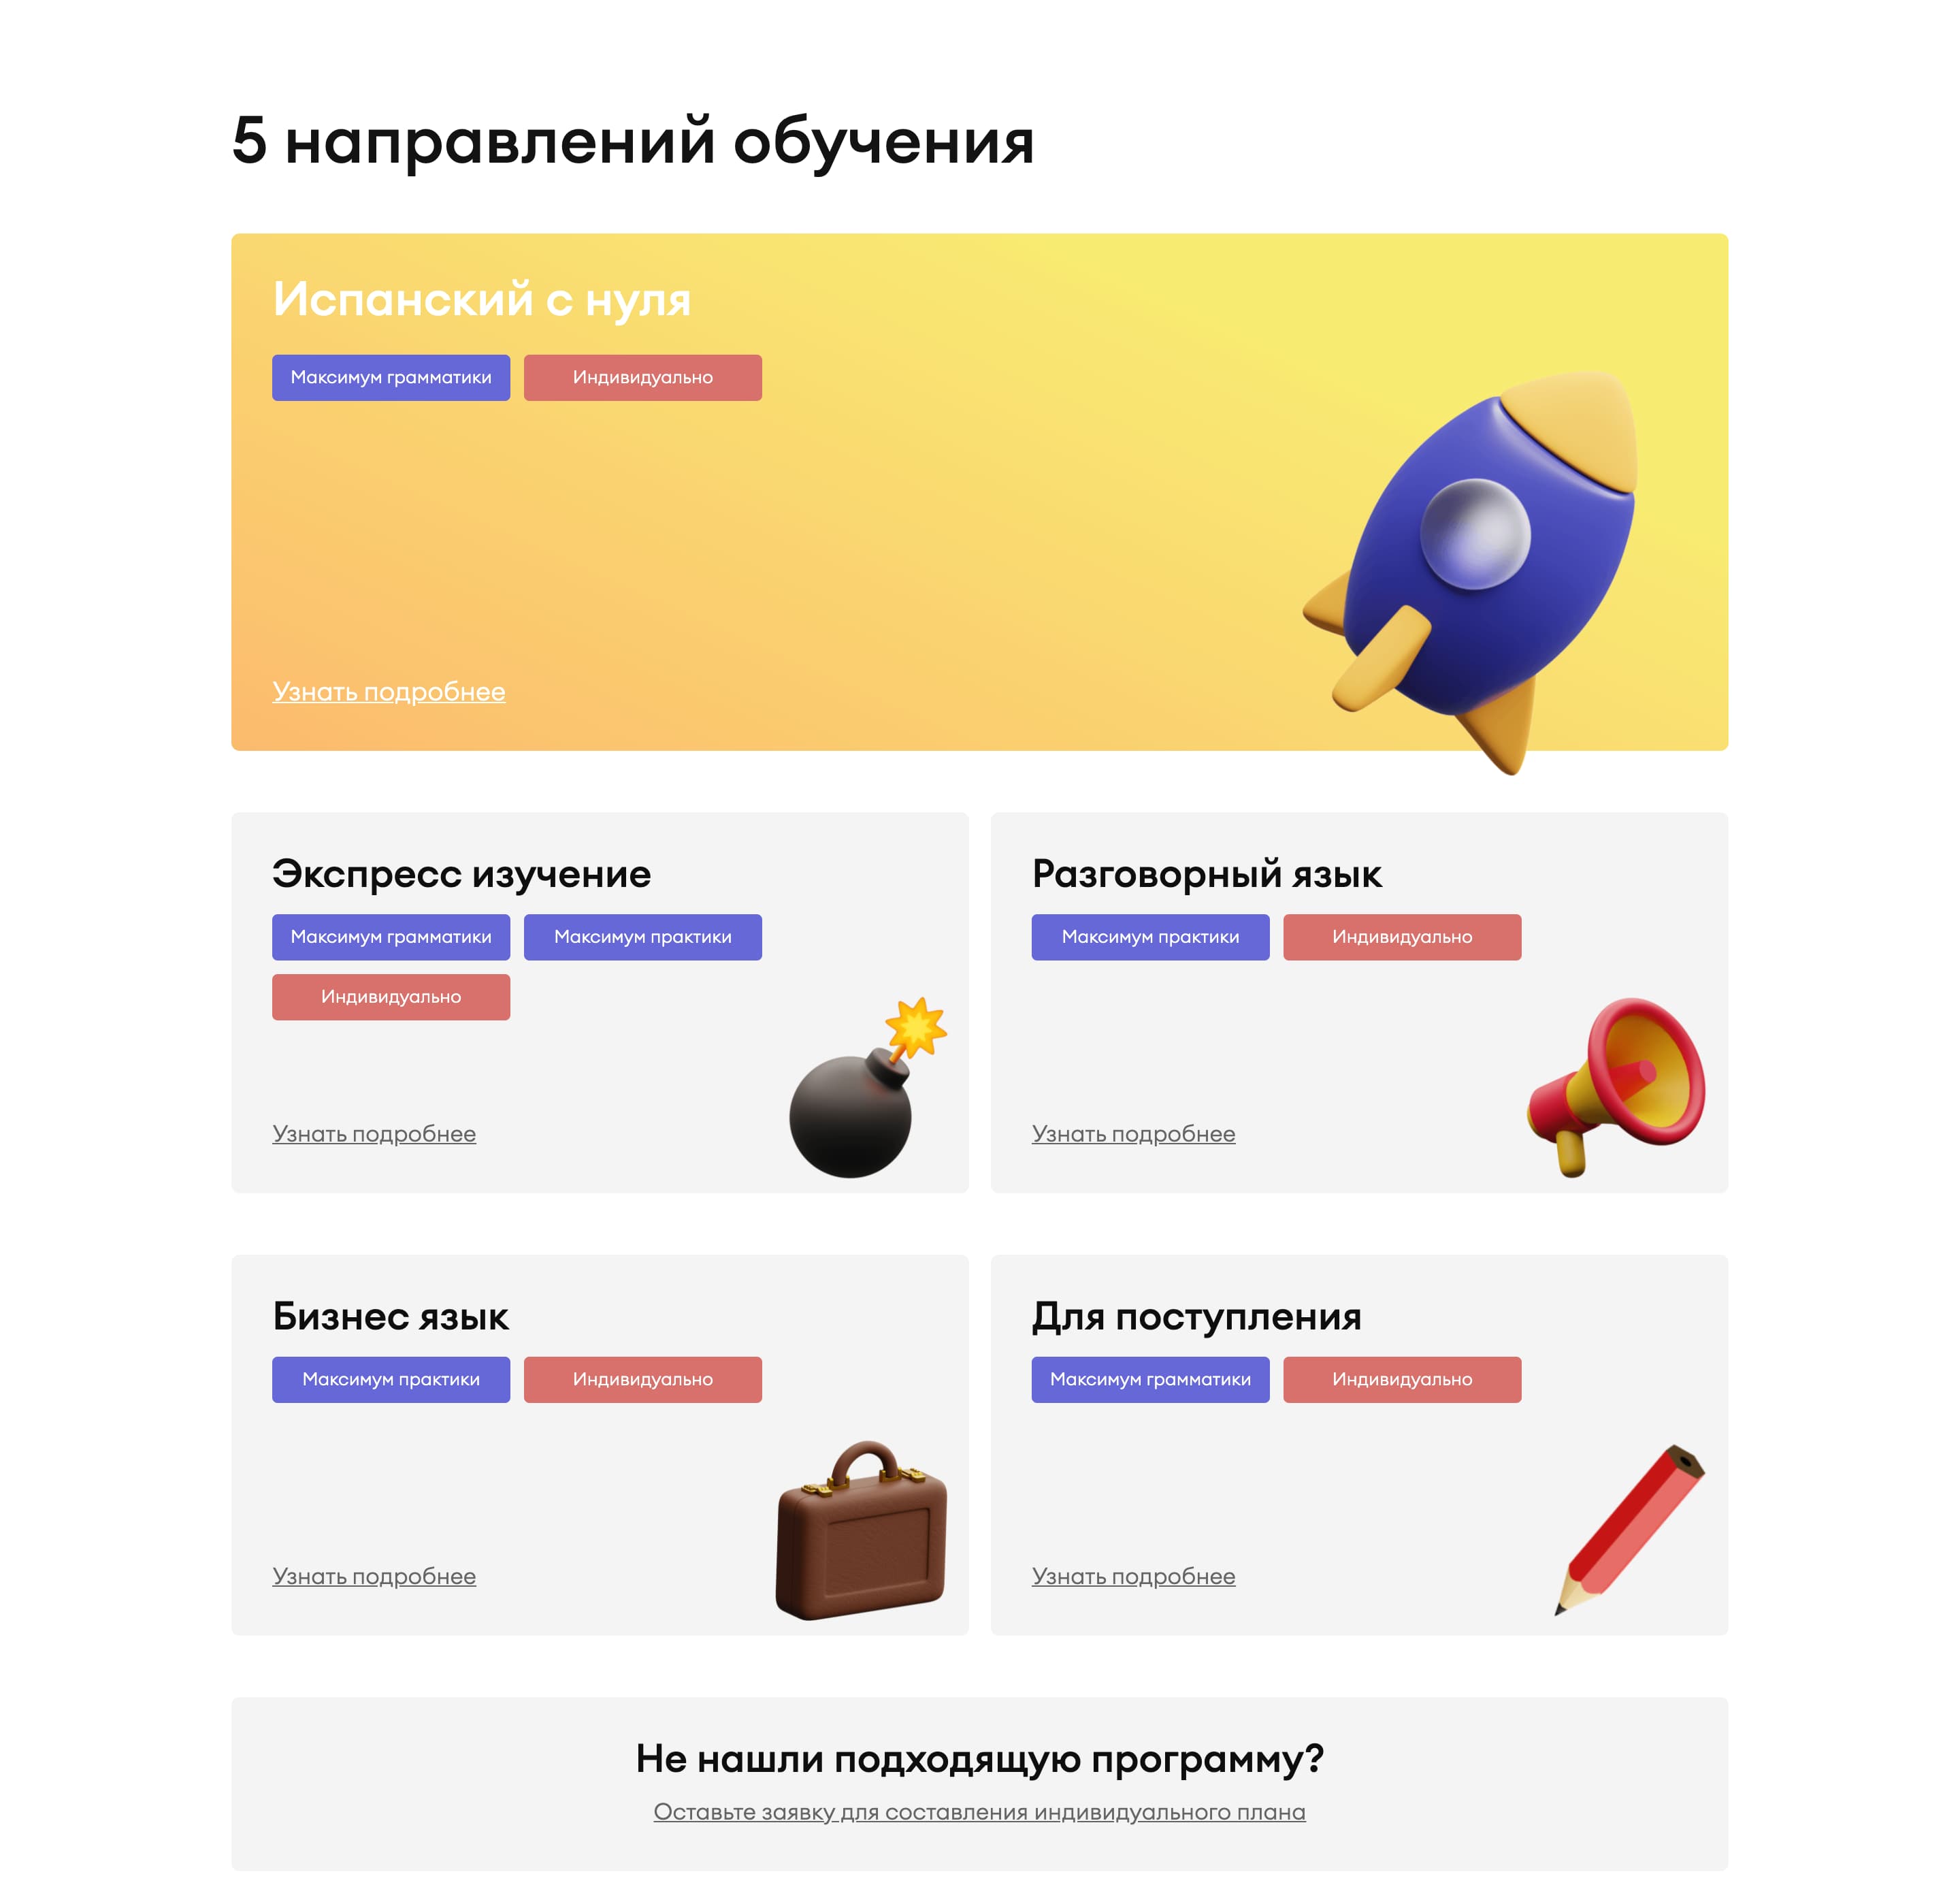 5 направлений обучения
Испанский с нуля
Максимум грамматики
Индивидуально
Узнать подробнее
Экспресс изучение
Максимум грамматики
Максимум практики
Индивидуально
Узнать подробнее
Разговорный язык
Максимум практики
Индивидуально
Узнать подробнее
Бизнес язык
Максимум практики
Индивидуально
Узнать подробнее
Для поступления
Максимум грамматики
Индивидуально
Узнать подробнее
Не нашли подходящую программу?
Оставьте заявку для составления индивидуального плана